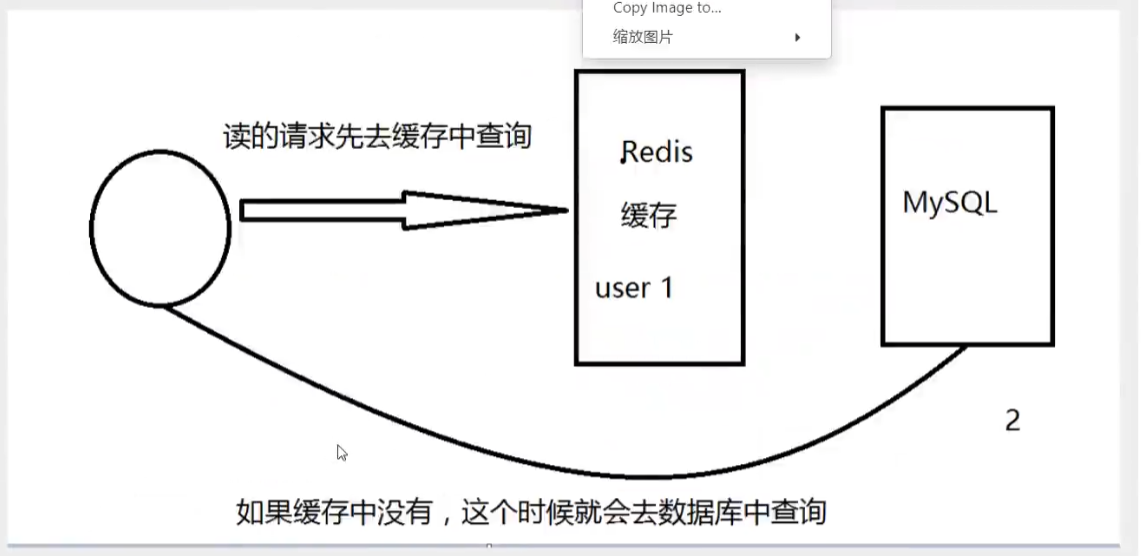 Copy Image to...
缩放图片
读的请求先去缓存中查询
Redis
缓存
user 1
MySQL
2
如果缓存中没有，这个时候就会去数据库中查询